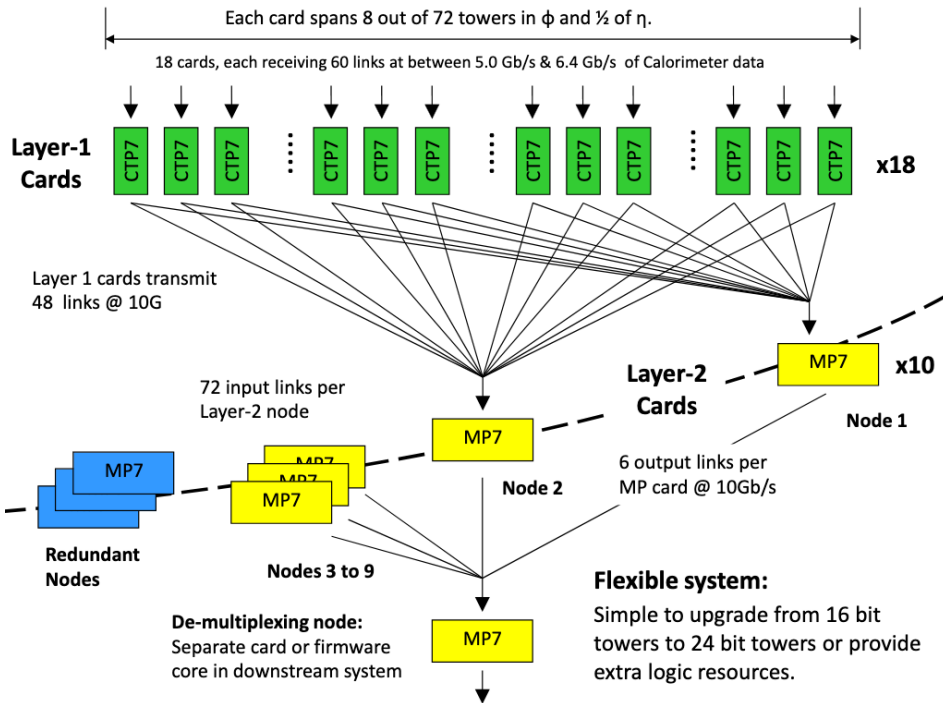 Each card spans 8 out of 72 towers in ϕ and ½ of η.
18 cards, each receiving 60 links at between 5.0 Gb/s & 6.4 Gb/s of Calorimeter data
Layer-1
Cards
CTP7
CTP7
CTP7
CTP7
CTP7
CTP7
CTP7
CTP7
CTP7
CTP7
CTP7
CTP7
x18
Layer 1 cards transmit
48 links @ 10G
72 input links per
Layer-2 node
Layer-2
Cards
MP7
x10
Node 1
MP7
Node 2
6 output links per
MP card @ 10Gb/s
MP7
MP7
MP7
Nodes 3 to 9
MP7
Redundant
Nodes
De-multiplexing node:
Separate card or firmware
core in downstream system
MP7
Flexible system:
Simple to upgrade from 16 bit
towers to 24 bit towers or provide
extra logic resources.